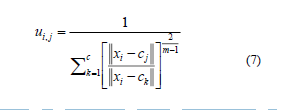 u_{i,j} = \frac{1}{\sum_{k=1}^{c} \left[ \frac{\|x_i - c_j\|}{\|x_i - c_k\|} \right]^{\frac{2}{m-1}}} (7)